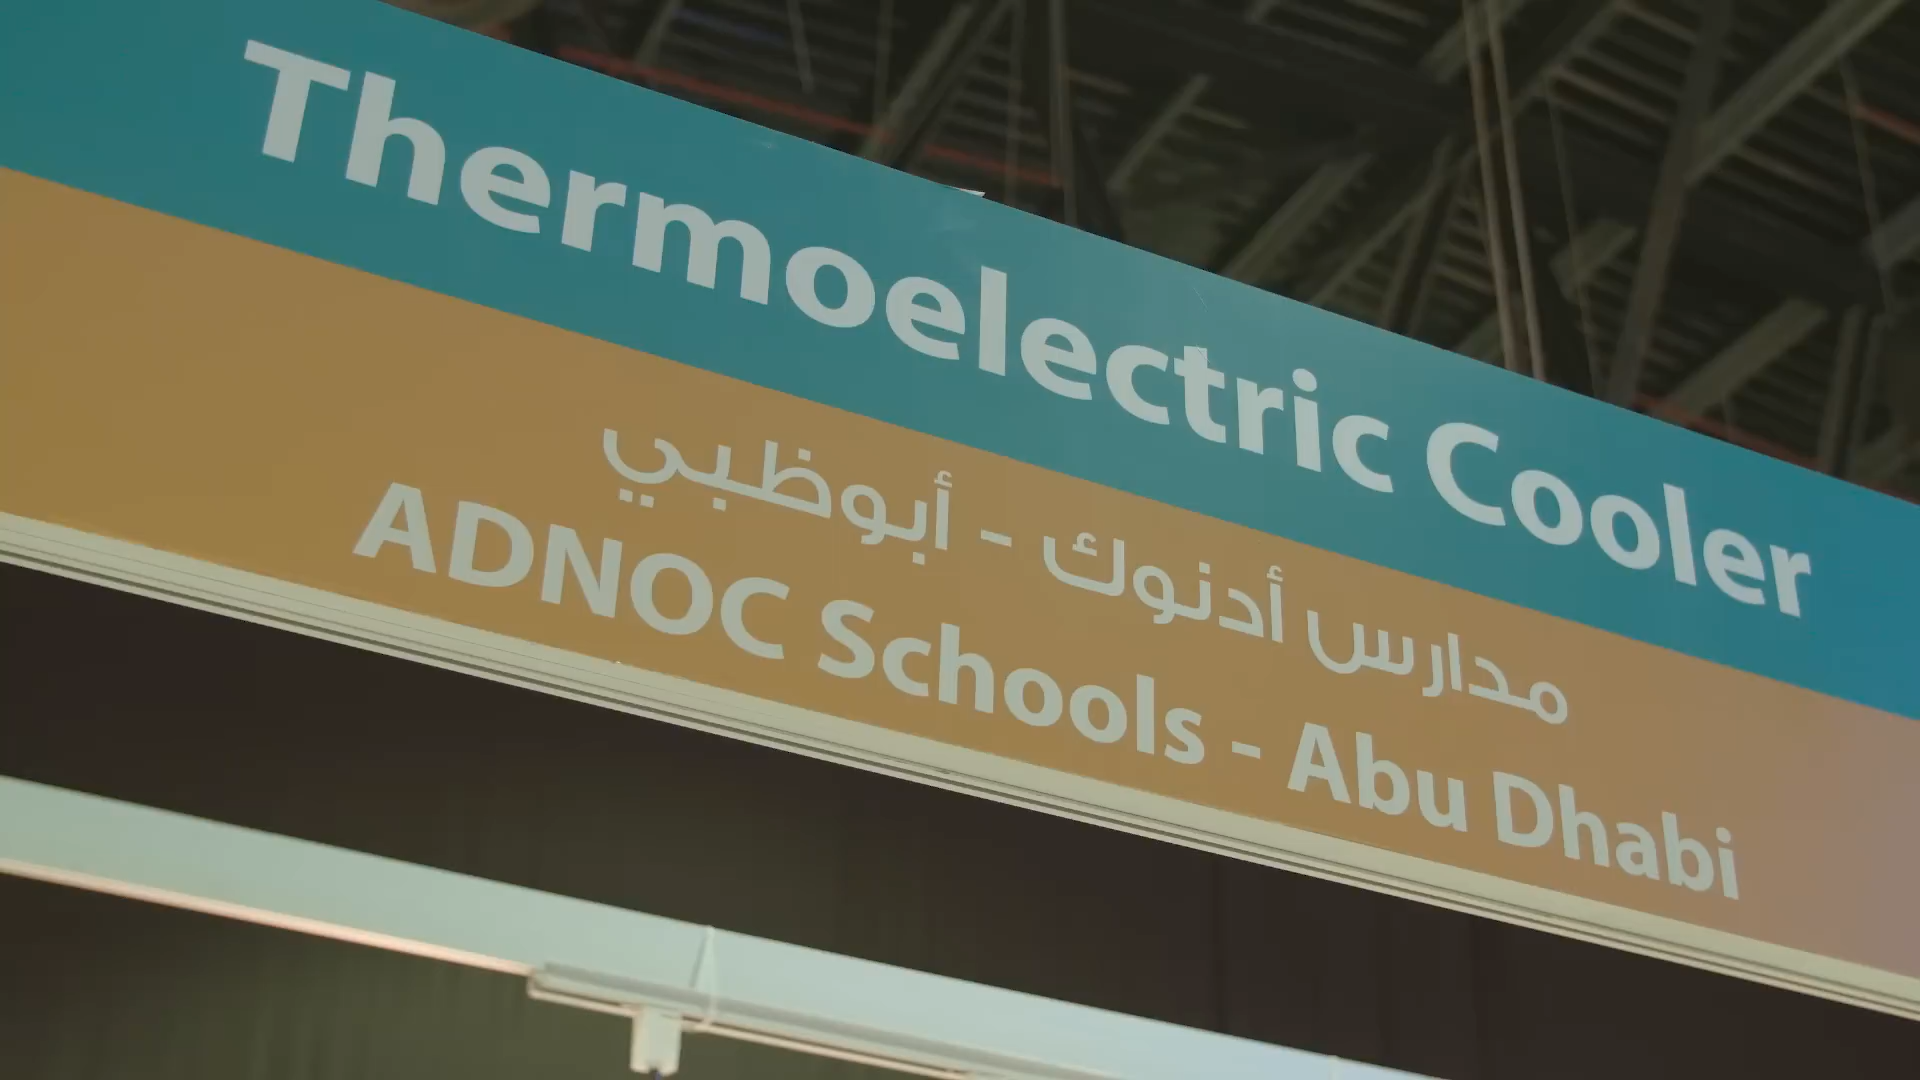 Thermoelectric Cooler
مدارس أدنوك - أبوظبي
ADNOC Schools - Abu Dhabi